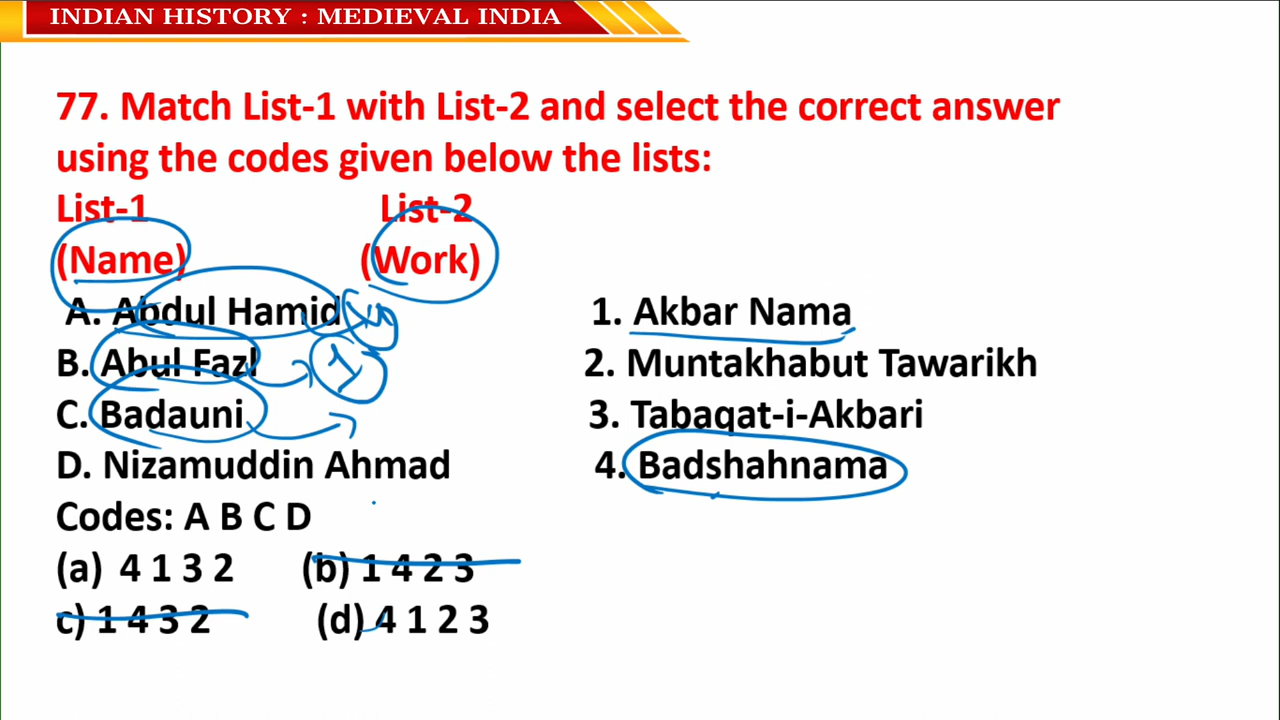 INDIAN HISTORY : MEDIEVAL INDIA
77. Match List-1 with List-2 and select the correct answer
using the codes given below the lists:
List-1 List-2
(Name) (Work)
A. Abdul Hamid 1. Akbar Nama
B. Abul Fazl 1 2. Muntakhabut Tawarikh
C. Badauni 3. Tabaqat-i-Akbari
D. Nizamuddin Ahmad 4. Badshahnama
Codes: A B C D
(a) 4 1 3 2 (b) 1 4 2 3
c) 1 4 3 2 (d) 4 1 2 3